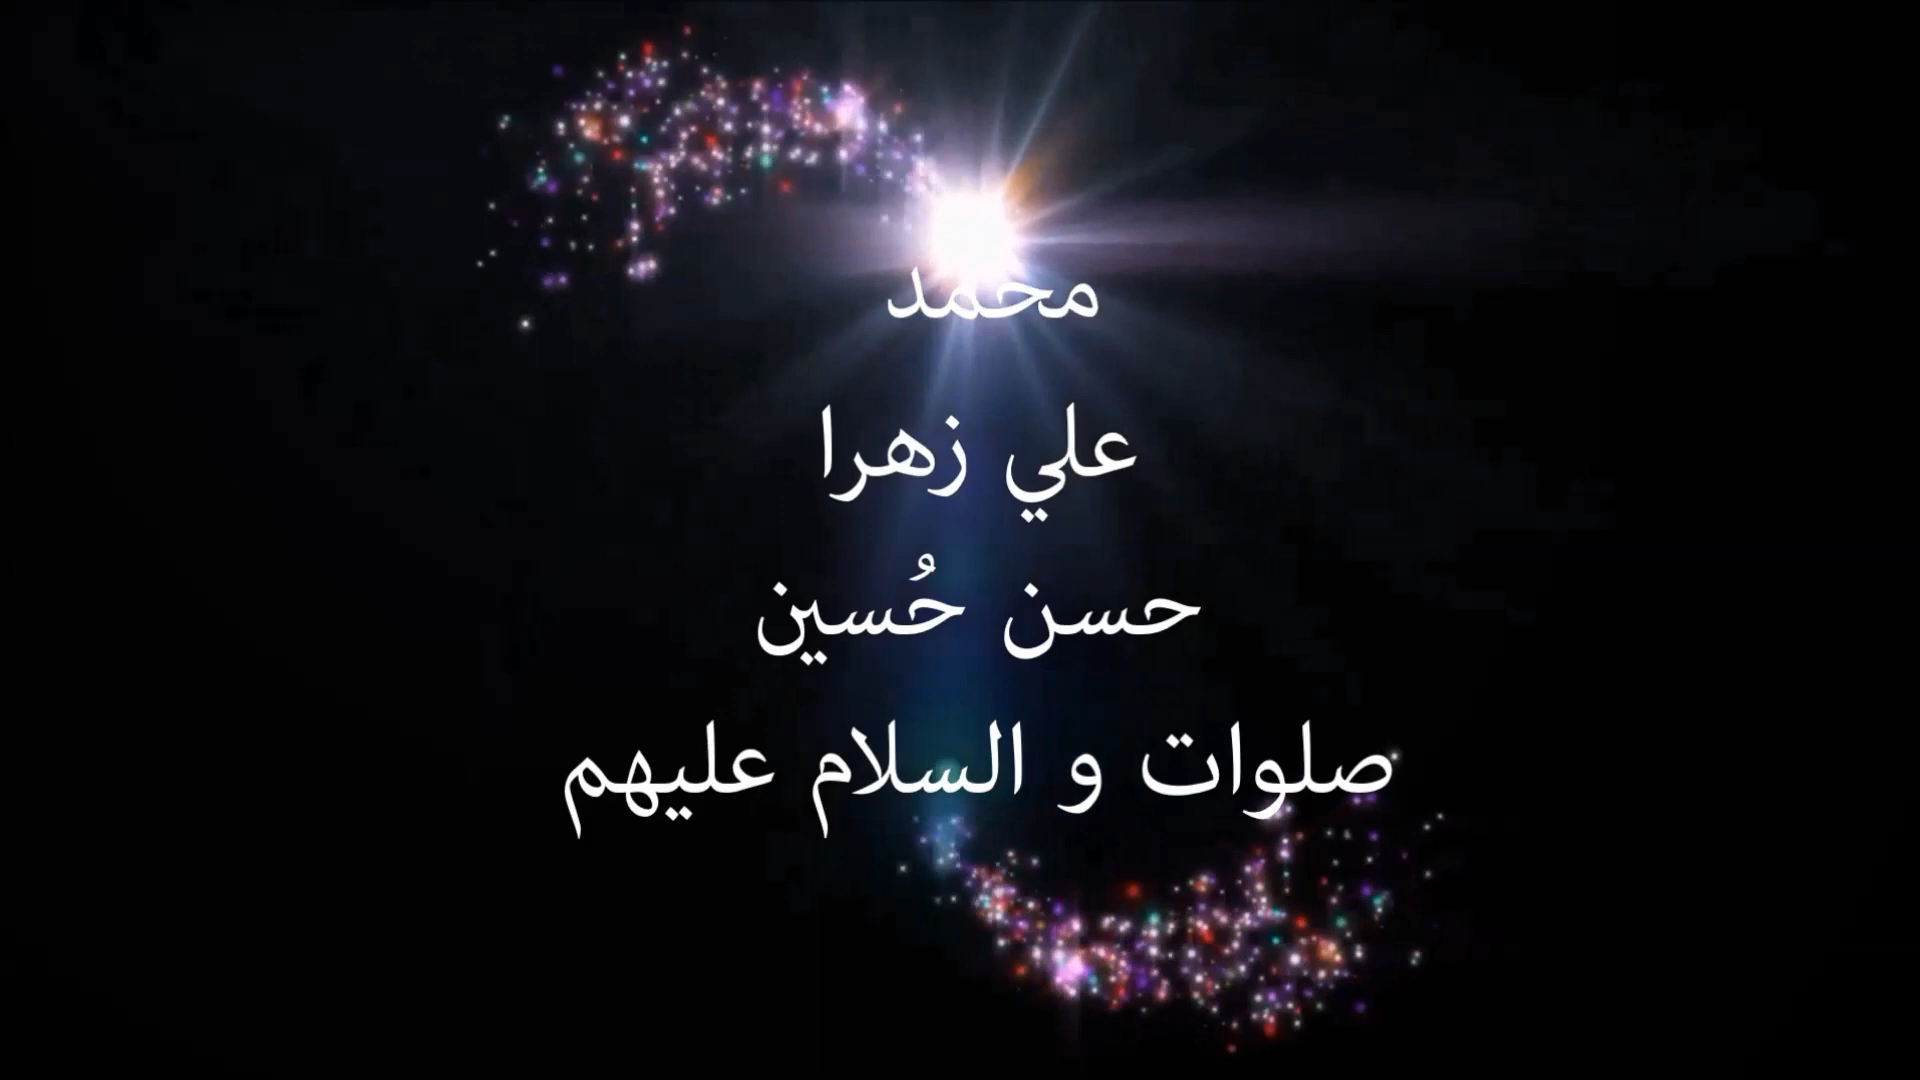 محمد
علي زهرا
حسن حُسين
صلوات و السلام عليهم